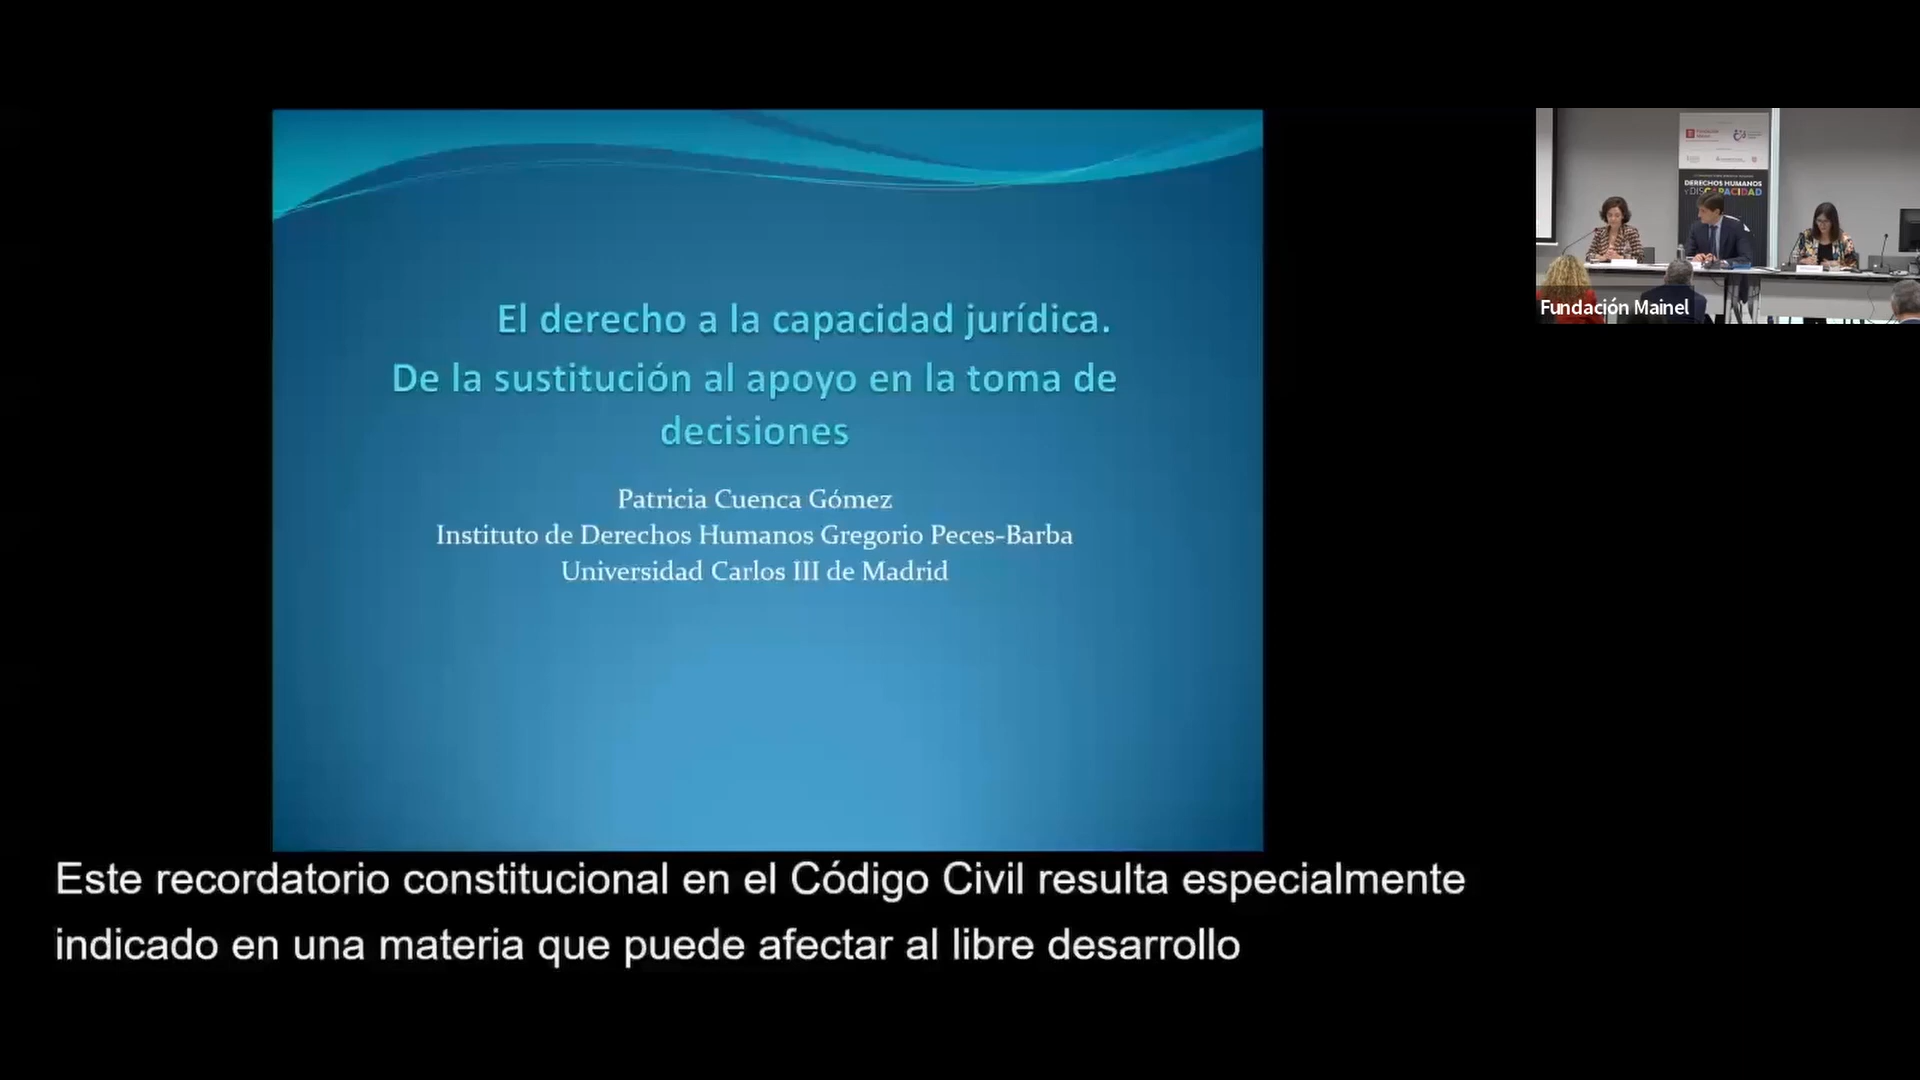 El derecho a la capacidad jurídica.
De la sustitución al apoyo en la toma de
decisiones
Patricia Cuenca Gómez
Instituto de Derechos Humanos Gregorio Peces-Barba
Universidad Carlos III de Madrid
DERECHOS HUMANOS
Y DISCAPACIDAD
Fundación Mainel
Este recordatorio constitucional en el Código Civil resulta especialmente
indicado en una materia que puede afectar al libre desarrollo